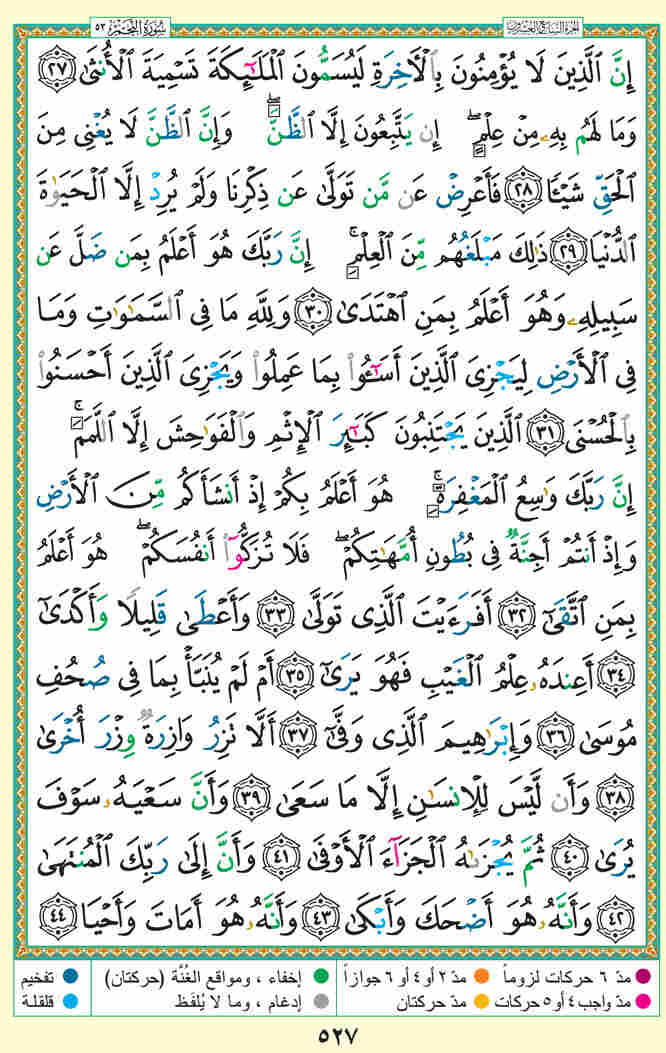 الجزء السابع والعشرون
سُورَةُ النَّجْمِ ٥٣
إِنَّ ٱلَّذِينَ لَا يُؤْمِنُونَ بِٱلْأَخِرَةِ لَيُسَمُّونَ ٱلْمَلَٰٓئِكَةَ تَسْمِيَةَ ٱلْأُنثَىٰ ٢٧
وَمَا لَهُم بِهِۦ مِنْ عِلْمٍۖ إِن يَتَّبِعُونَ إِلَّا ٱلظَّنَّۖ وَإِنَّ ٱلظَّنَّ لَا يُغْنِى مِنَ
ٱلْحَقِّ شَيْـًٔا ٢٨ فَأَعْرِضْ عَن مَّن تَوَلَّىٰ عَن ذِكْرِنَا وَلَمْ يُرِدْ إِلَّا ٱلْحَيَوٰةَ
ٱلدُّنْيَا ٢٩ ذَٰلِكَ مَبْلَغُهُم مِّنَ ٱلْعِلْمِۚ إِنَّ رَبَّكَ هُوَ أَعْلَمُ بِمَن ضَلَّ عَن
سَبِيلِهِۦ وَهُوَ أَعْلَمُ بِمَنِ ٱهْتَدَىٰ ٣٠ وَلِلَّهِ مَا فِى ٱلسَّمَٰوَٰتِ وَمَا
فِى ٱلْأَرْضِ لِيَجْزِىَ ٱلَّذِينَ أَسَٰٓـُٔوا۟ بِمَا عَمِلُوا۟ وَيَجْزِىَ ٱلَّذِينَ أَحْسَنُوا۟
بِٱلْحُسْنَى ٣١ ٱلَّذِينَ يَجْتَنِبُونَ كَبَٰٓئِرَ ٱلْإِثْمِ وَٱلْفَوَٰحِشَ إِلَّا ٱللَّمَمَۚ
إِنَّ رَبَّكَ وَٰسِعُ ٱلْمَغْفِرَةِۚ هُوَ أَعْلَمُ بِكُمْ إِذْ أَنشَأَكُم مِّنَ ٱلْأَرْضِ
وَإِذْ أَنتُمْ أَجِنَّةٌ فِى بُطُونِ أُمَّهَٰتِكُمْۖ فَلَا تُزَكُّوٓا۟ أَنفُسَكُمْۖ هُوَ أَعْلَمُ
بِمَنِ ٱتَّقَىٰٓ ٣٢ أَفَرَءَيْتَ ٱلَّذِى تَوَلَّىٰ ٣٣ وَأَعْطَىٰ قَلِيلًا وَأَكْدَىٰٓ
٣٤ أَعِندَهُۥ عِلْمُ ٱلْغَيْبِ فَهُوَ يَرَىٰٓ ٣٥ أَمْ لَمْ يُنَبَّأْ بِمَا فِى صُحُفِ
مُوسَىٰ ٣٦ وَإِبْرَٰهِيمَ ٱلَّذِى وَفَّىٰٓ ٣٧ أَلَّا تَزِرُ وَازِرَةٌ وِزْرَ أُخْرَىٰ
٣٨ وَأَن لَّيْسَ لِلْإِنسَٰنِ إِلَّا مَا سَعَىٰ ٣٩ وَأَنَّ سَعْيَهُۥ سَوْفَ
يُرَىٰ ٤٠ ثُمَّ يُجْزَىٰهُ ٱلْجَزَآءَ ٱلْأَوْفَىٰ ٤١ وَأَنَّ إِلَىٰ رَبِّكَ ٱلْمُنتَهَىٰ
٤٢ وَأَنَّهُۥ هُوَ أَضْحَكَ وَأَبْكَىٰ ٤٣ وَأَنَّهُۥ هُوَ أَمَاتَ وَأَحْيَا ٤٤
مدّ ٦ حركات لزوماً مدّ ٢ أو ٤ أو ٦ جوازاً إخفاء ، ومواقع الغُنَّة (حركتان) تفخيم
مدّ واجب ٤ أو ٥ حركات مدّ حركتان إدغام ، وما لا يُلفَظ قلقلة
٥٢٧